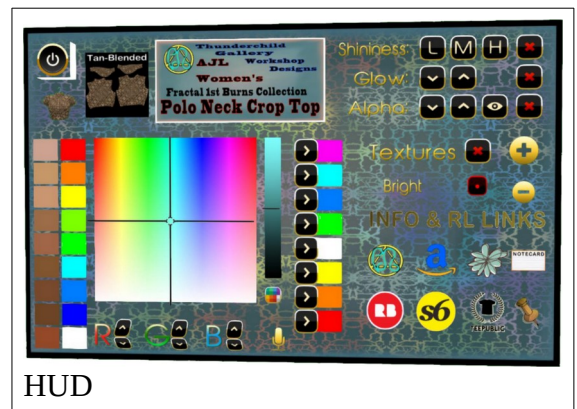 Tan-Blended
Thunderchild
Gallery
AJL Workshop
Designs
Women's
Fractal 1st Burns Collection
Polo Neck Crop Top
Shininess: L M H
Glow:
Alpha:
Textures
Bright
INFO & RL LINKS
a
NOTECARD
RB
s6
R G B
HUD